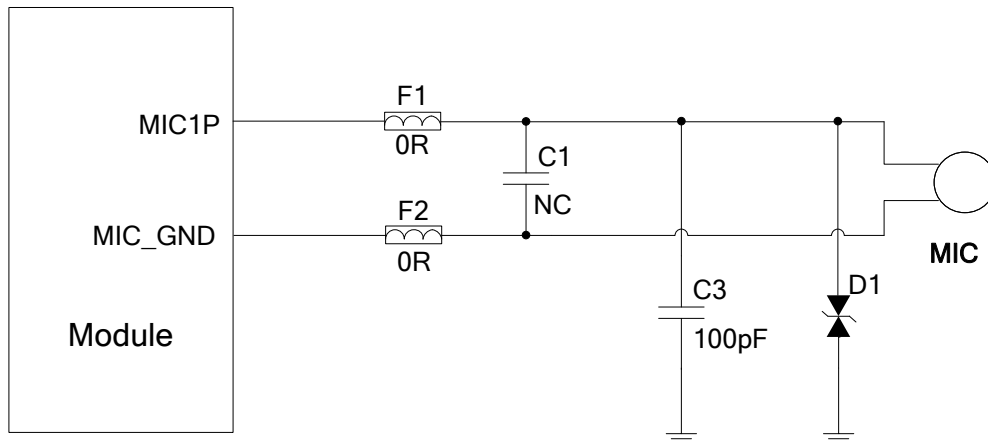 F1
MIC1P
0R
C1
NC
F2
MIC_GND
0R
MIC
C3
D1
Module
100pF